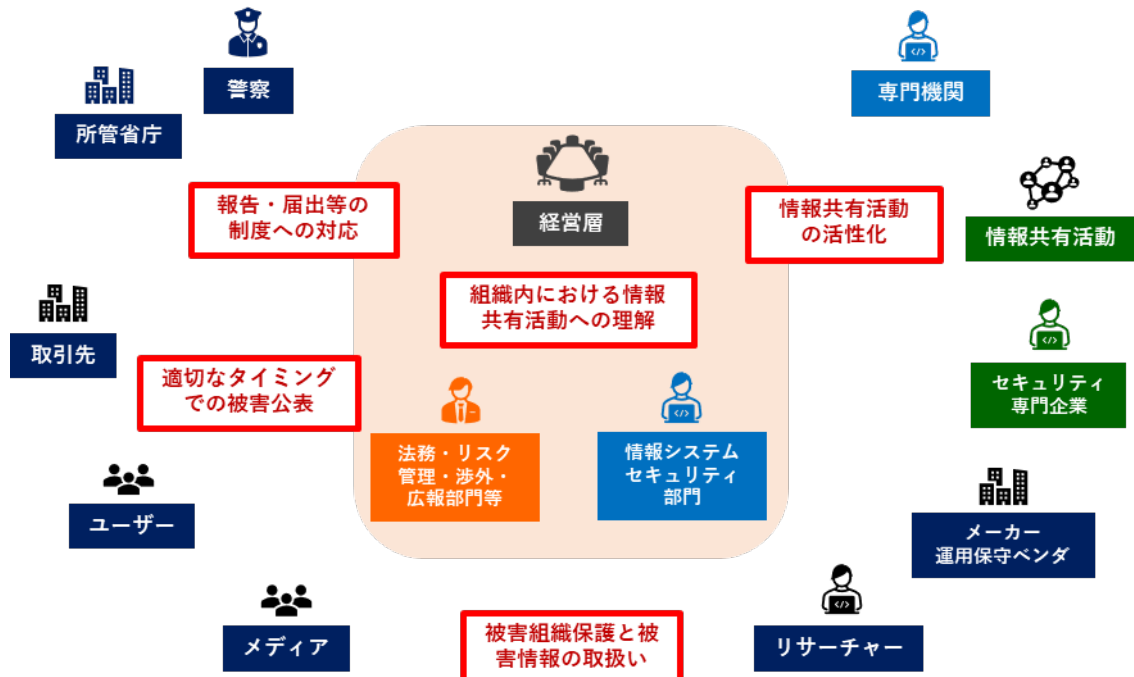 警察
専門機関
所管省庁
報告・届出等の
制度への対応
経営層
情報共有活動
の活性化
情報共有活動
組織内における情報
共有活動への理解
取引先
適切なタイミング
での被害公表
セキュリティ
専門企業
法務・リスク
管理・渉外・
広報部門等
情報システム
セキュリティ
部門
ユーザー
メーカー
運用保守ベンダ
メディア
被害組織保護と被
害情報の取扱い
リサーチャー